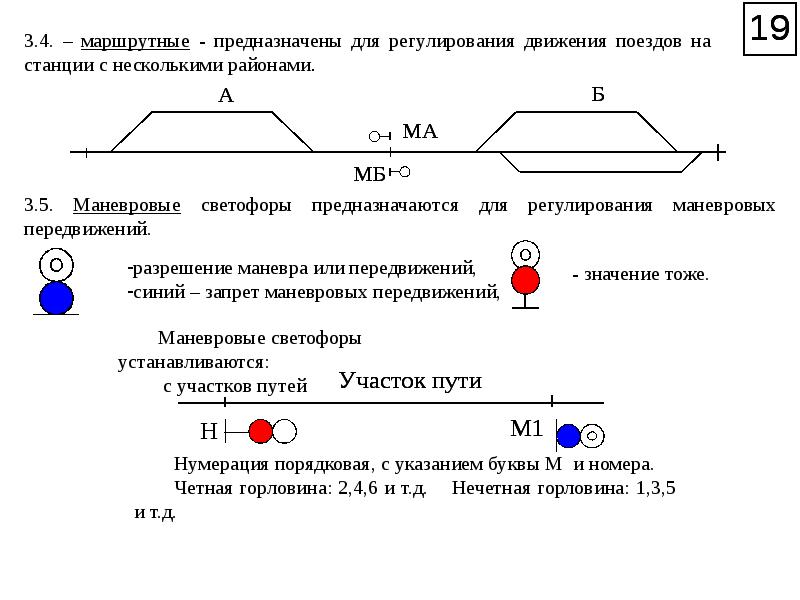 19
3.4. – маршрутные - предназначены для регулирования движения поездов на
станции с несколькими районами.
А
Б
МА
МБ
3.5. Маневровые светофоры предназначаются для регулирования маневровых
передвижений.
-разрешение маневра или передвижений,
-синий – запрет маневровых передвижений,
- значение тоже.
Маневровые светофоры
устанавливаются:
с участков путей
Участок пути
Н
М1
Нумерация порядковая, с указанием буквы М и номера.
Четная горловина: 2,4,6 и т.д. Нечетная горловина: 1,3,5
и т.д.